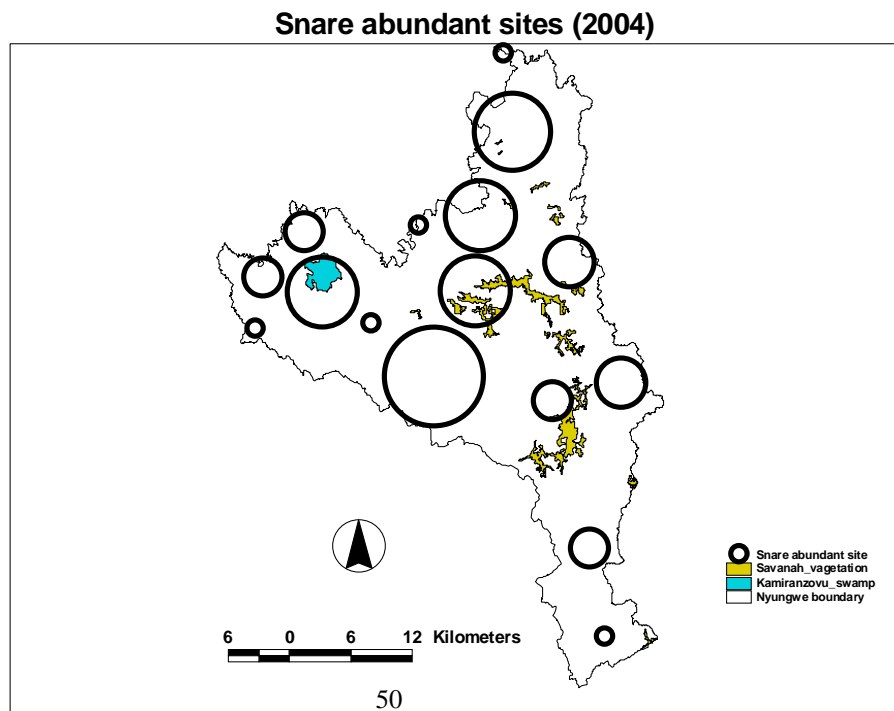 Snare abundant sites (2004)
Snare abundant site
Savanah_vagetation
Kamiranzovu_swamp
Nyungwe boundary
6 0 6 12 Kilometers
50